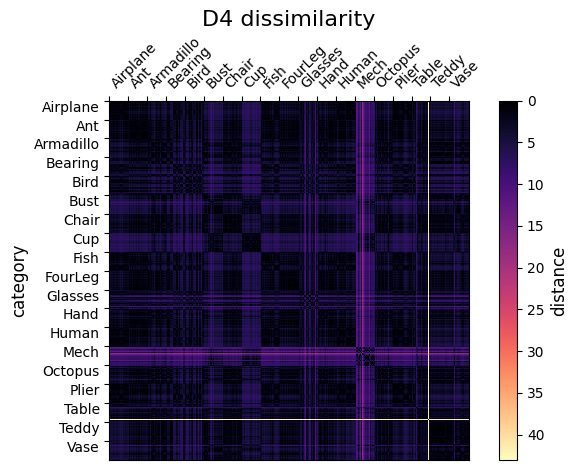 D4 dissimilarity
Airplane
Ant
Armadillo
Bearing
Bird
Bust
Chair
Cup
Fish
FourLeg
Glasses
Hand
Human
Mech
Octopus
Plier
Table
Teddy
Vase
Airplane
Ant
Armadillo
Bearing
Bird
Bust
Chair
Cup
Fish
FourLeg
Glasses
Hand
Human
Mech
Octopus
Plier
Table
Teddy
Vase
category
0
5
10
15
20
25
30
35
40
distance